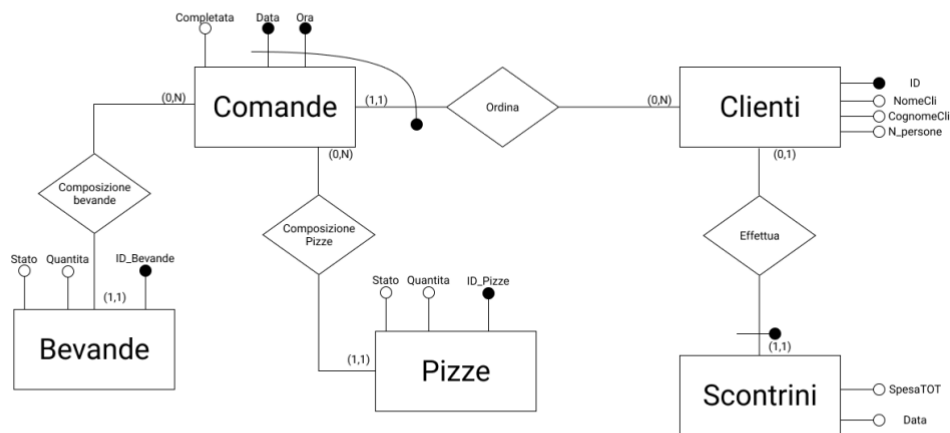 Completata
Data
Ora
Comande
(0,N)
(1,1)
Ordina
(0,N)
Clienti
ID
NomeCli
CognomeCli
N_persone
(0,N)
(0,1)
Composizione
bevande
Composizione
Pizze
Effettua
Stato
Quantita
ID_Bevande
(1,1)
Bevande
Stato
Quantita
ID_Pizze
(1,1)
Pizze
(1,1)
Scontrini
SpesaTOT
Data